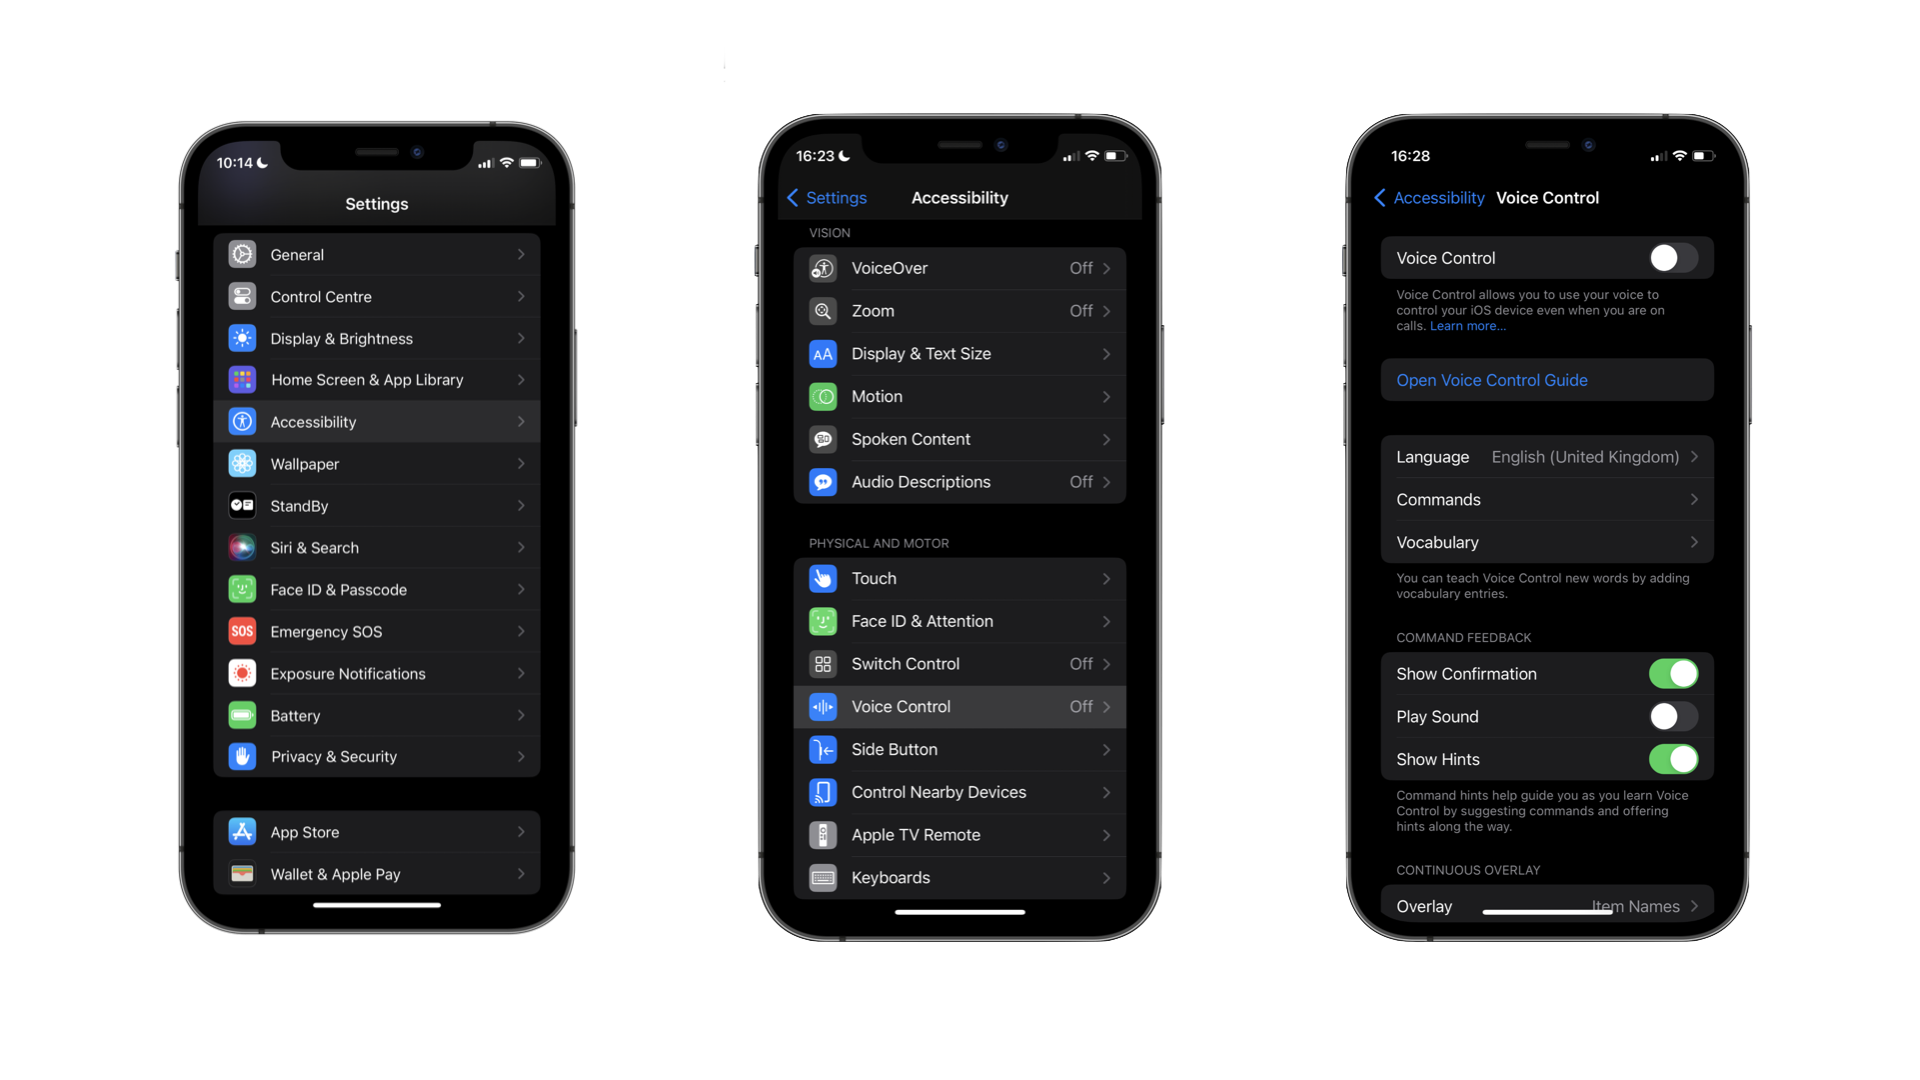 10:14
Settings
General
Control Centre
Display & Brightness
Home Screen & App Library
Accessibility
Wallpaper
StandBy
Siri & Search
Face ID & Passcode
SOS Emergency SOS
Exposure Notifications
Battery
Privacy & Security
App Store
Wallet & Apple Pay
16:23
Settings Accessibility
VISION
VoiceOver Off
Zoom Off
AA Display & Text Size
Motion
Spoken Content
Audio Descriptions Off
PHYSICAL AND MOTOR
Touch
Face ID & Attention
Switch Control Off
Voice Control Off
Side Button
Control Nearby Devices
Apple TV Remote
Keyboards
16:28
Accessibility Voice Control
Voice Control
Voice Control allows you to use your voice to
control your iOS device even when you are on
calls. Learn more...
Open Voice Control Guide
Language English (United Kingdom)
Commands
Vocabulary
You can teach Voice Control new words by adding
vocabulary entries.
COMMAND FEEDBACK
Show Confirmation
Play Sound
Show Hints
Command hints help guide you as you learn Voice
Control by suggesting commands and offering
hints along the way.
CONTINUOUS OVERLAY
Overlay Item Names